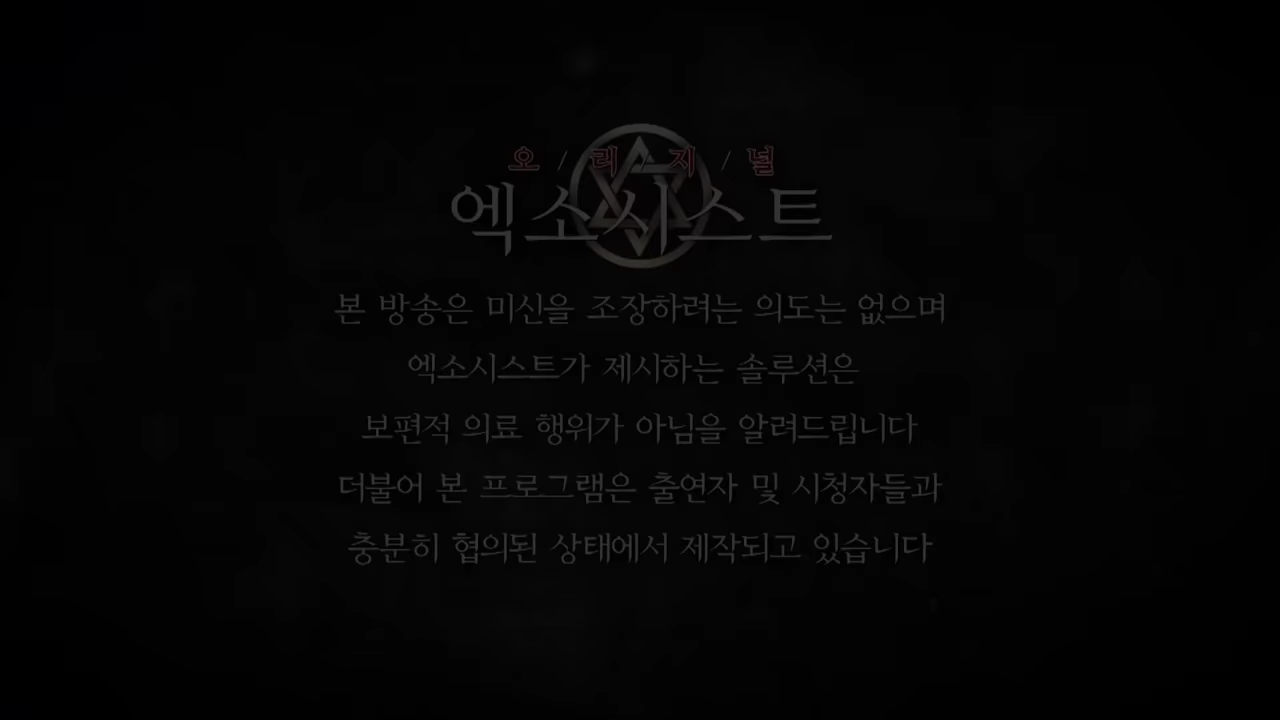 오/리/지/널
엑소시스트
본 방송은 미신을 조장하려는 의도는 없으며
엑소시스트가 제시하는 솔루션은
보편적 의료 행위가 아님을 알려드립니다
더불어 본 프로그램은 출연자 및 시청자들과
충분히 협의된 상태에서 제작되고 있습니다